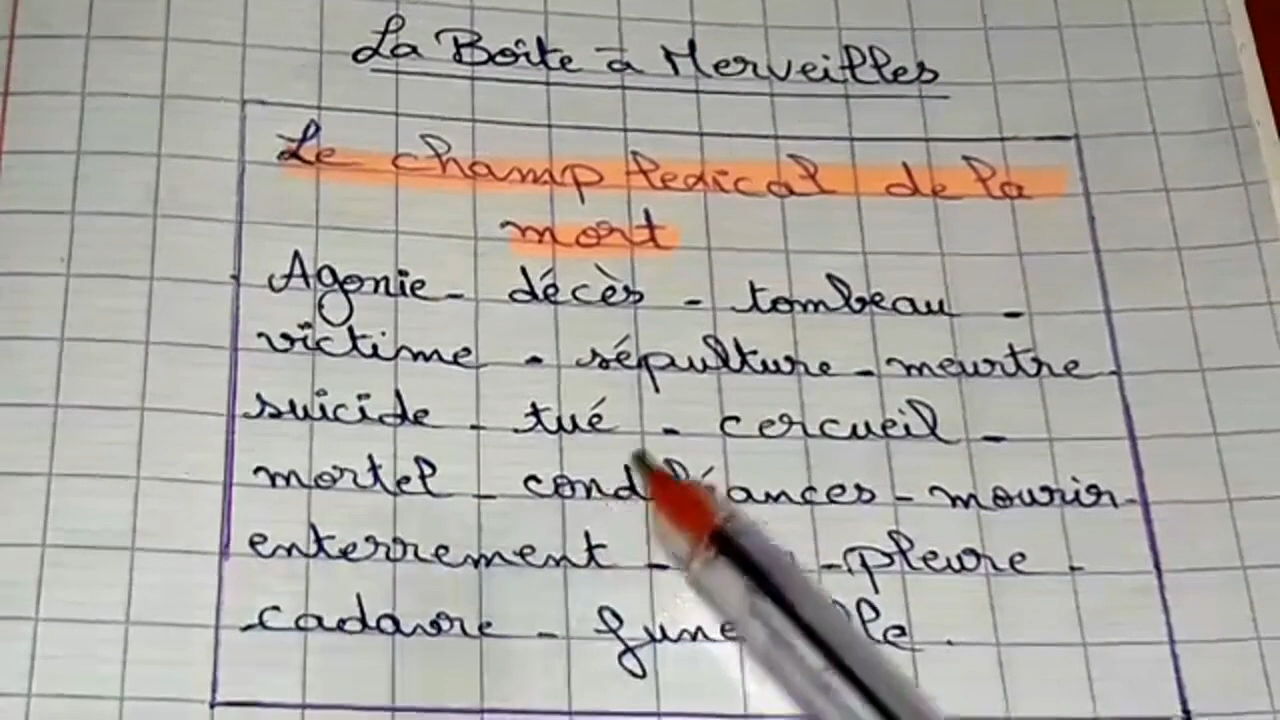 La Boîte à Merveilles
Le champ lexical de la
mort
Agonie - décès - tombeau -
victime - sépulture - meurtre
suicide - tué - cercueil -
mortel - - mourir -
enterrement - - pleure -
cadavre -